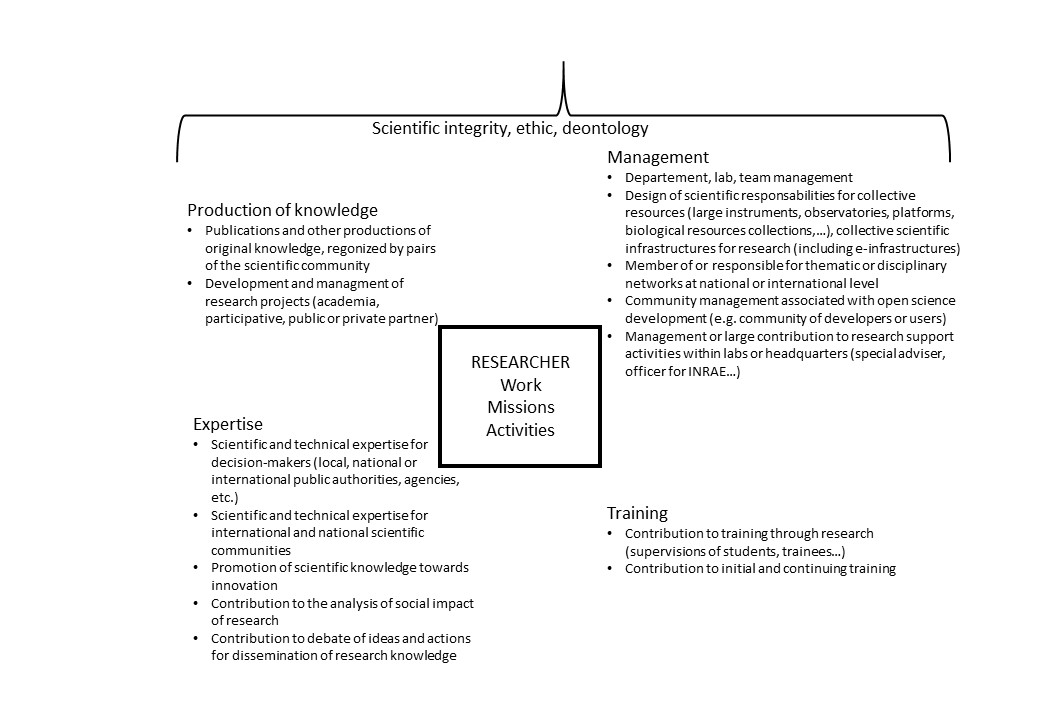 Scientific integrity, ethic, deontology
Production of knowledge
• Publications and other productions of
original knowledge, regonized by pairs
of the scientific community
• Development and managment of
research projects (academia,
participative, public or private partner)
Management
• Departement, lab, team management
• Design of scientific responsabilities for collective
resources (large instruments, observatories, platforms,
biological resources collections,…), collective scientific
infrastructures for research (including e-infrastructures)
• Member of or responsible for thematic or disciplinary
networks at national or international level
• Community management associated with open science
development (e.g. community of developers or users)
• Management or large contribution to research support
activities within labs or headquarters (special adviser,
officer for INRAE…)
RESEARCHER
Work
Missions
Activities
Expertise
• Scientific and technical expertise for
decision-makers (local, national or
international public authorities, agencies,
etc.)
• Scientific and technical expertise for
international and national scientific
communities
• Promotion of scientific knowledge towards
innovation
• Contribution to the analysis of social impact
of research
• Contribution to debate of ideas and actions
for dissemination of research knowledge
Training
• Contribution to training through research
(supervisions of students, trainees…)
• Contribution to initial and continuing training